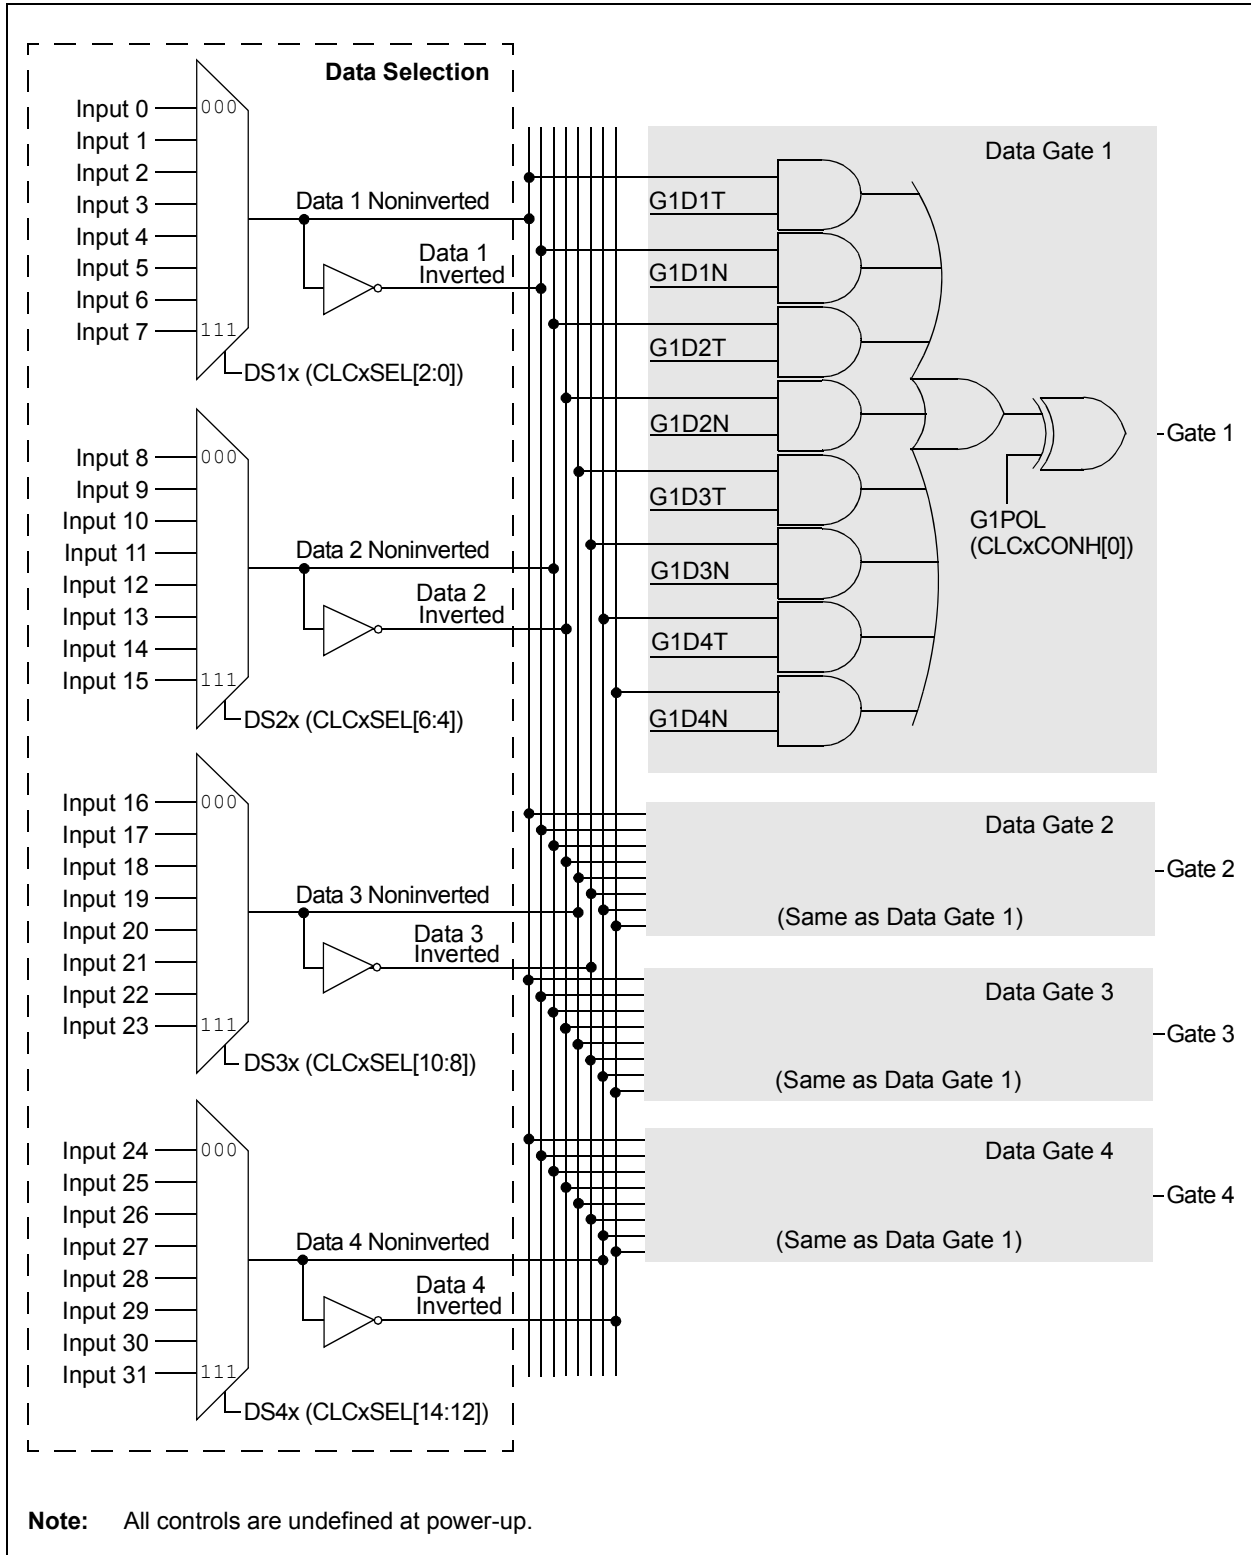 Data Selection
Input 0
Input 1
Input 2
Input 3
Input 4
Input 5
Input 6
Input 7
000
111
Data 1 Noninverted
Data 1
Inverted
DS1x (CLCxSEL[2:0])
Input 8
Input 9
Input 10
Input 11
Input 12
Input 13
Input 14
Input 15
000
111
Data 2 Noninverted
Data 2
Inverted
DS2x (CLCxSEL[6:4])
Input 16
Input 17
Input 18
Input 19
Input 20
Input 21
Input 22
Input 23
000
111
Data 3 Noninverted
Data 3
Inverted
DS3x (CLCxSEL[10:8])
Input 24
Input 25
Input 26
Input 27
Input 28
Input 29
Input 30
Input 31
000
111
Data 4 Noninverted
Data 4
Inverted
DS4x (CLCxSEL[14:12])
Data Gate 1
G1D1T
G1D1N
G1D2T
G1D2N
G1D3T
G1D3N
G1D4T
G1D4N
G1POL
(CLCxCONH[0])
Gate 1
Data Gate 2
(Same as Data Gate 1)
Gate 2
Data Gate 3
(Same as Data Gate 1)
Gate 3
Data Gate 4
(Same as Data Gate 1)
Gate 4
Note: All controls are undefined at power-up.